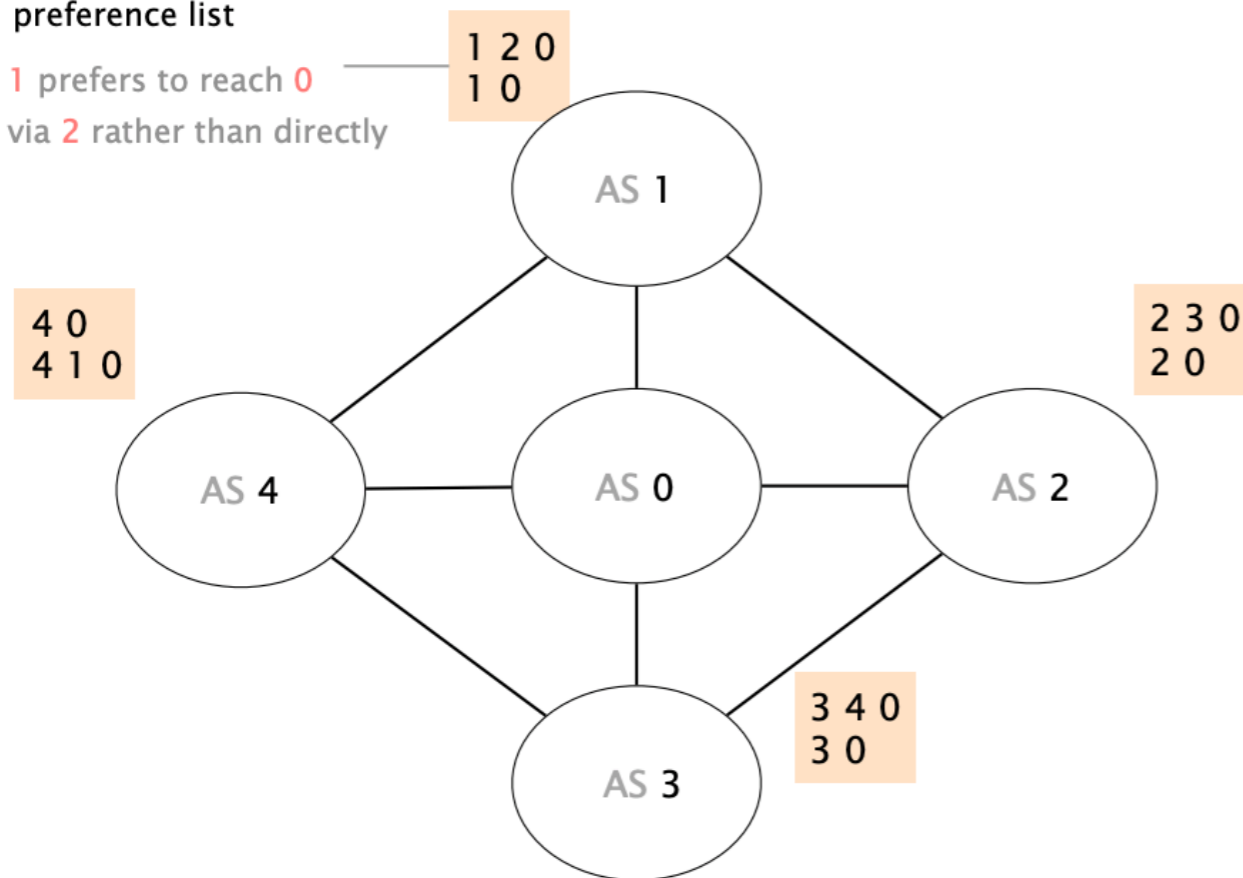 preference list
1 prefers to reach 0
via 2 rather than directly
1 2 0
1 0
AS 1
4 0
4 1 0
2 3 0
2 0
AS 4
AS 0
AS 2
3 4 0
3 0
AS 3